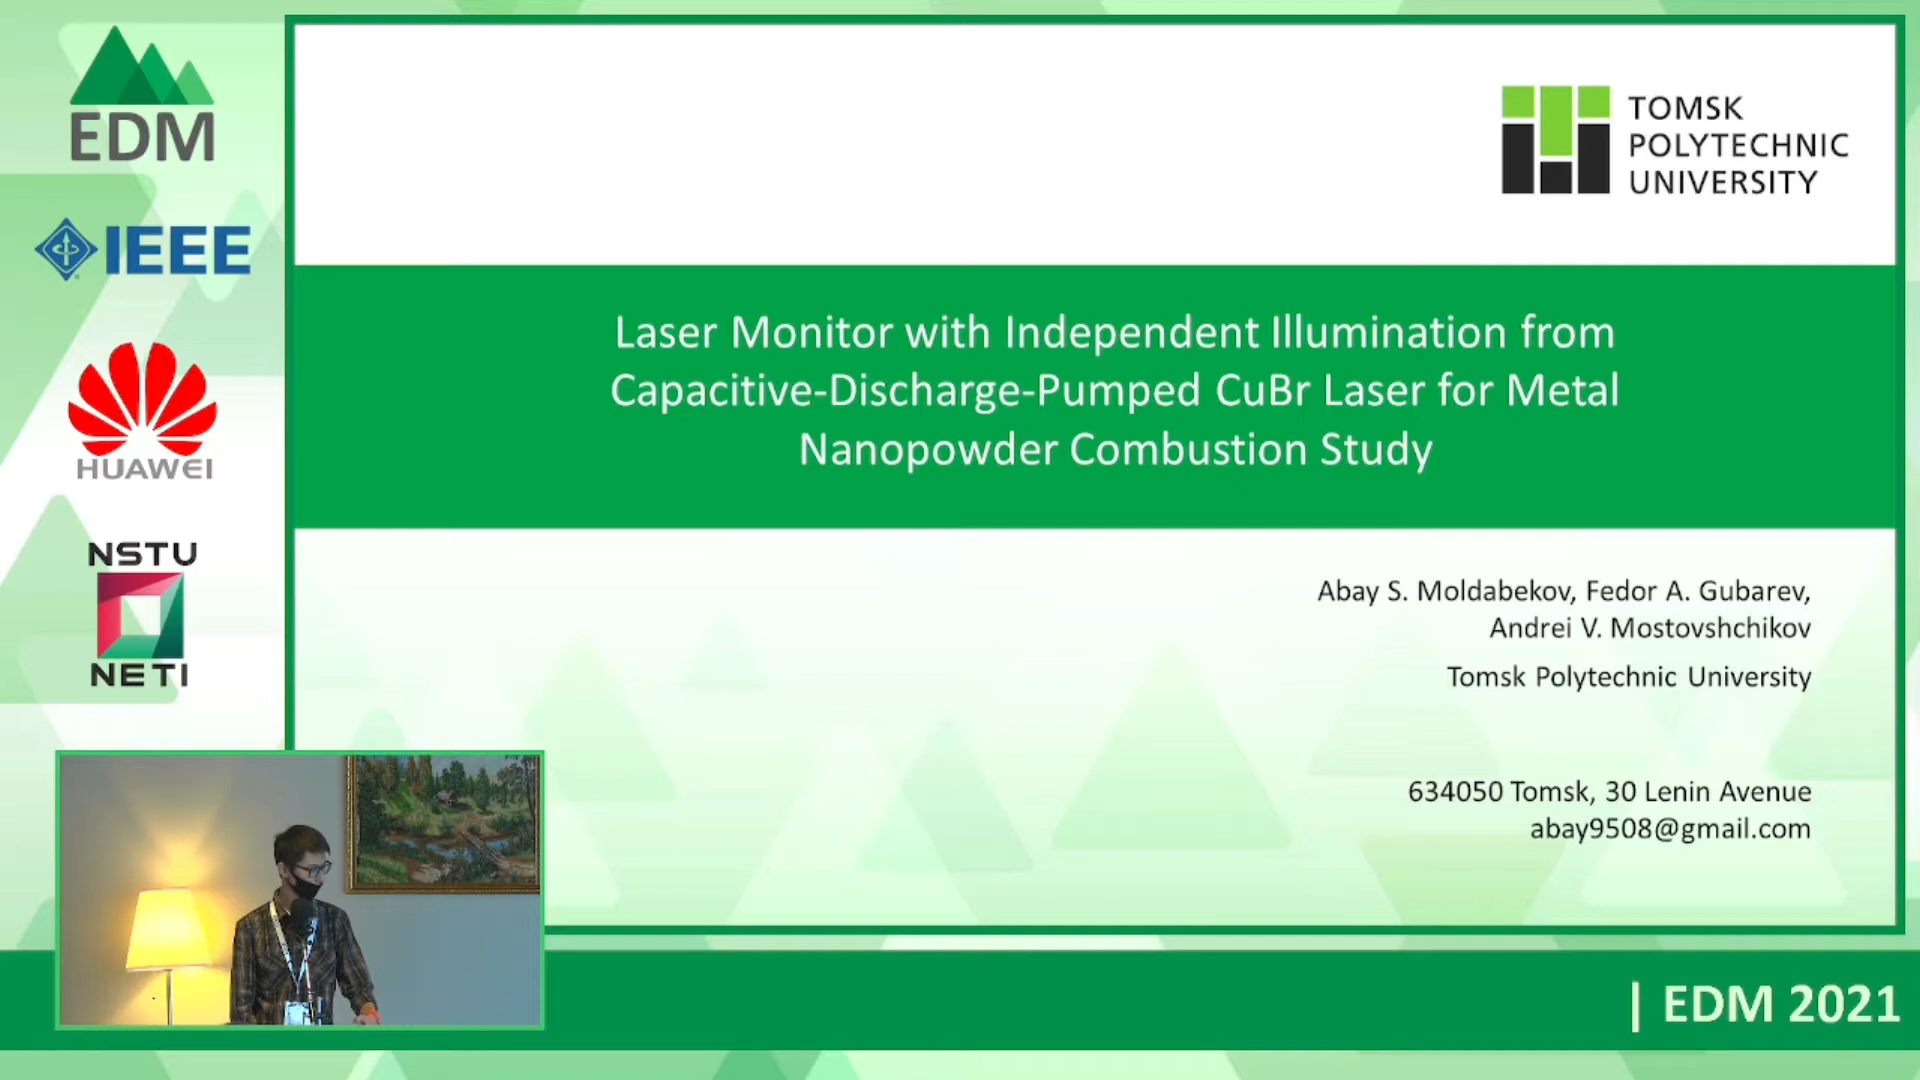 EDM
IEEE
HUAWEI
NSTU
NETI
TOMSK
POLYTECHNIC
UNIVERSITY
Laser Monitor with Independent Illumination from
Capacitive-Discharge-Pumped CuBr Laser for Metal
Nanopowder Combustion Study
Abay S. Moldabekov, Fedor A. Gubarev,
Andrei V. Mostovshchikov
Tomsk Polytechnic University
634050 Tomsk, 30 Lenin Avenue
abay9508@gmail.com
| EDM 2021